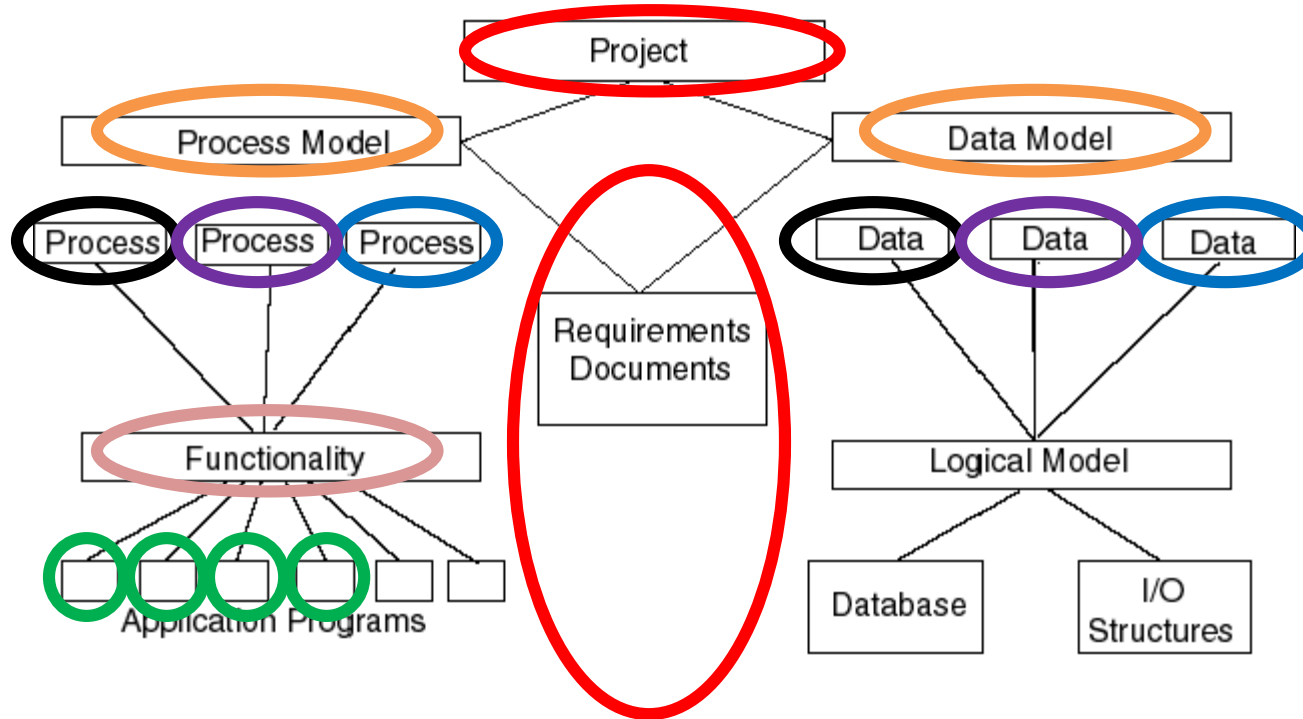 Project
Process Model
Data Model
Process
Process
Process
Data
Data
Data
Requirements
Documents
Functionality
Logical Model
Application Programs
Database
I/O
Structures